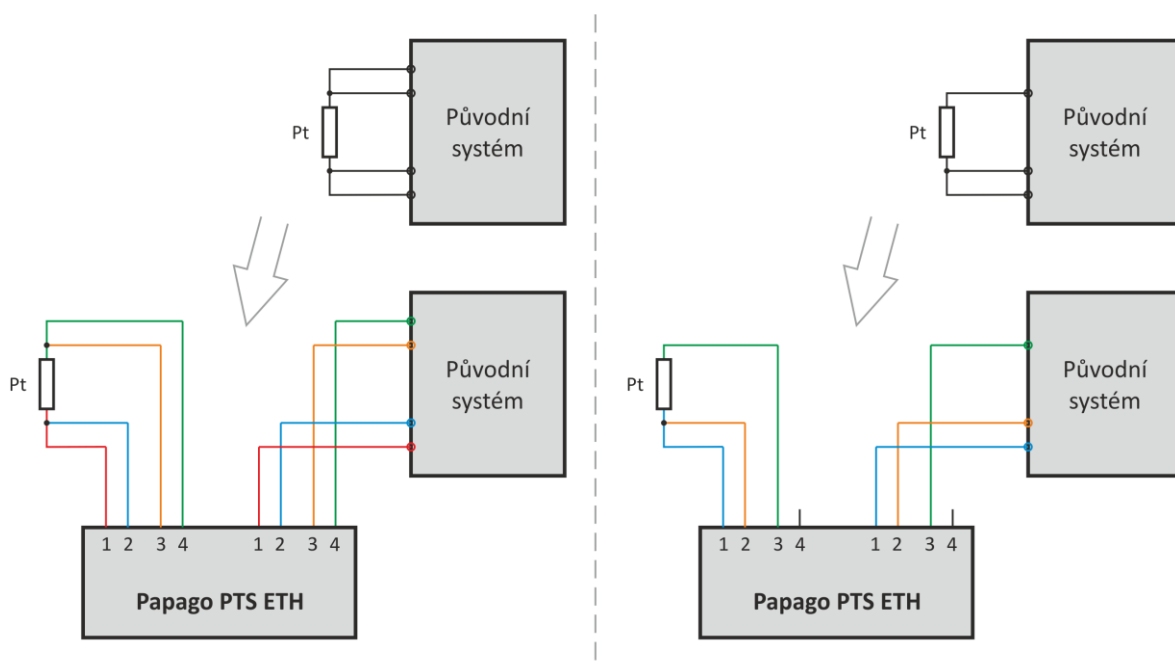 Pt
Původní
systém
Pt
Původní
systém
Pt
Původní
systém
1 2 3 4 1 2 3 4
Papago PTS ETH
Pt
Původní
systém
1 2 3 4 1 2 3 4
Papago PTS ETH